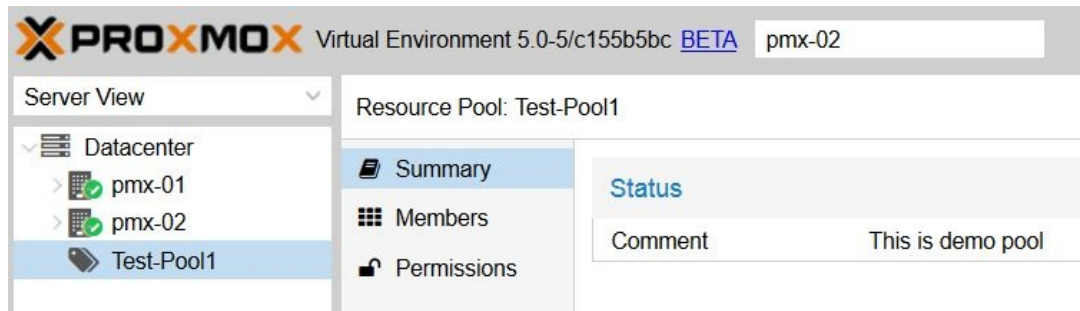 PROXMOX Virtual Environment 5.0-5/c155b5bc BETA pmx-02
Server View
Datacenter
pmx-01
pmx-02
Test-Pool1
Resource Pool: Test-Pool1
Summary
Members
Permissions
Status
Comment This is demo pool